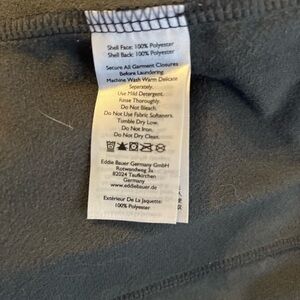 Shell Face: 100% Polyester
Shell Back: 100% Polyester
Secure All Garment Closures
Before Laundering
Machine Wash Warm Delicate
Seperately.
Use Mild Detergent.
Rinse Thoroughly.
Do Not Bleach.
Do Not Use Fabric Softeners.
Tumble Dry Low.
Do Not Iron.
Do Not Dry Clean.
Eddie Bauer Germany GmbH
Rotwandweg 2a
82024 Taufkirchen
Germany
www.eddiebauer.de
Extérieur De La Jaquette:
100% Polyester